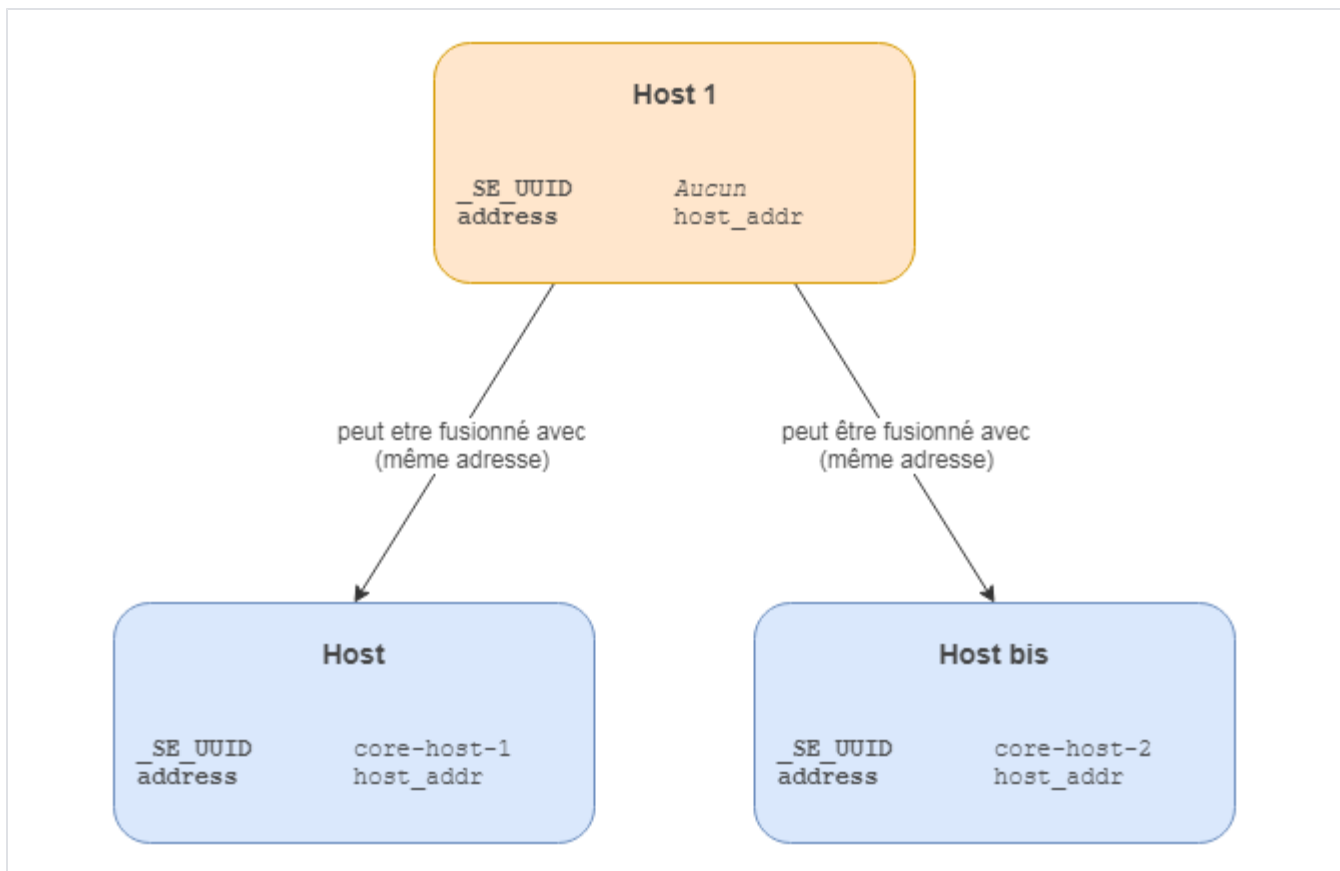 Host 1
_SE_UUID Aucun
address host_addr
peut etre fusionné avec
(même adresse)
peut être fusionné avec
(même adresse)
Host
_SE_UUID core-host-1
address host_addr
Host bis
_SE_UUID core-host-2
address host_addr